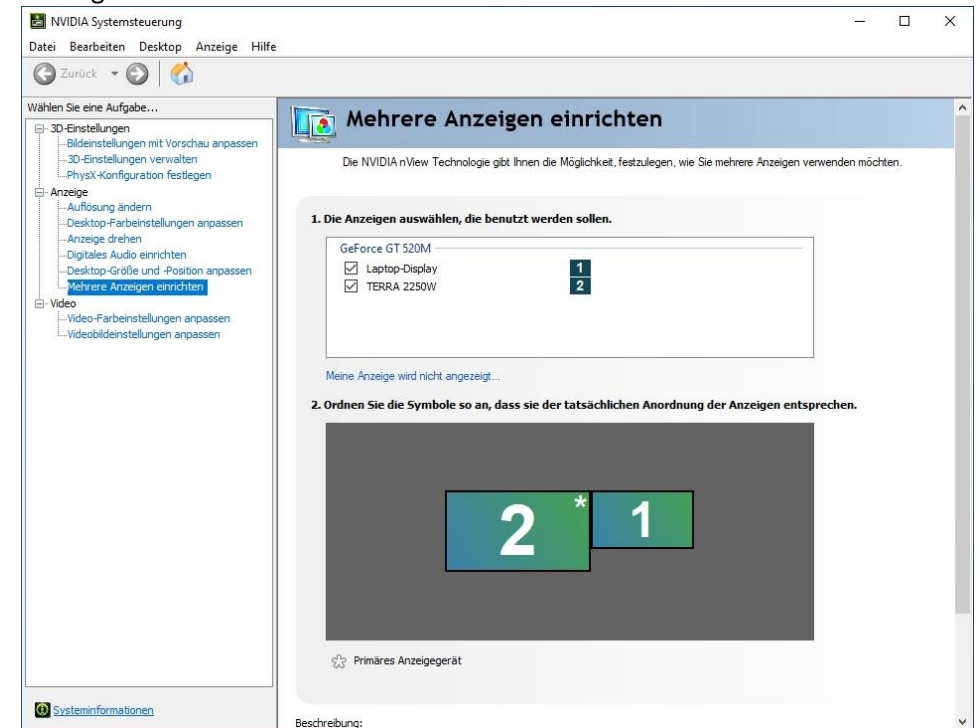 NVIDIA Systemsteuerung
Datei Bearbeiten Desktop Anzeige Hilfe
Zurück
Wählen Sie eine Aufgabe...
3D-Einstellungen
Bildeinstellungen mit Vorschau anpassen
3D-Einstellungen verwalten
PhysX-Konfiguration festlegen
Anzeige
Auflösung ändern
Desktop-Farbeinstellungen anpassen
Anzeige drehen
Digitales Audio einrichten
Desktop-Größe und -Position anpassen
Mehrere Anzeigen einrichten
Video
Video-Farbeinstellungen anpassen
Videobildeinstellungen anpassen
Systeminformationen
Mehrere Anzeigen einrichten
Die NVIDIA nView Technologie gibt Ihnen die Möglichkeit, festzulegen, wie Sie mehrere Anzeigen verwenden möchten.
1. Die Anzeigen auswählen, die benutzt werden sollen.
GeForce GT 520M
Laptop-Display 1
TERRA 2250W 2
Meine Anzeige wird nicht angezeigt...
2. Ordnen Sie die Symbole so an, dass sie der tatsächlichen Anordnung der Anzeigen entsprechen.
2 * 1
Primäres Anzeigegerät
Beschreibung: